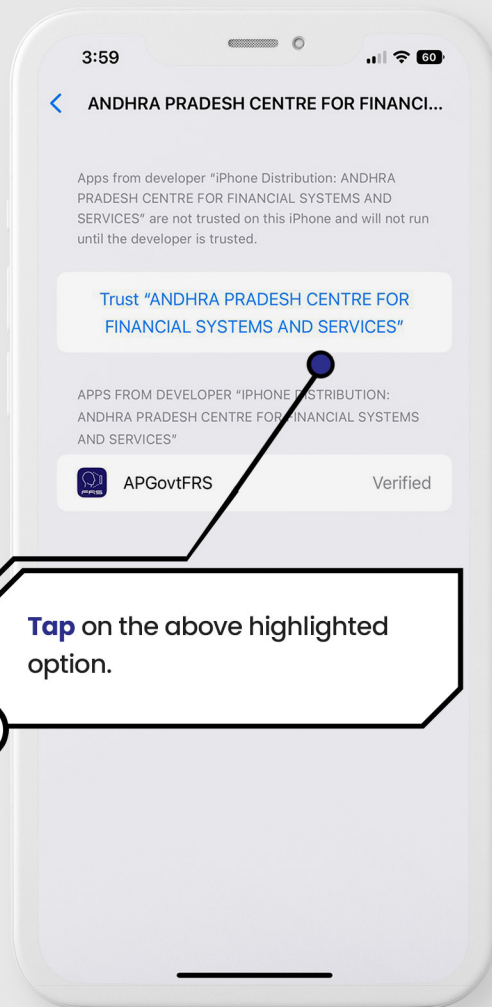 3:59
60
ANDHRA PRADESH CENTRE FOR FINANCI...
Apps from developer “iPhone Distribution: ANDHRA
PRADESH CENTRE FOR FINANCIAL SYSTEMS AND
SERVICES” are not trusted on this iPhone and will not run
until the developer is trusted.
Trust “ANDHRA PRADESH CENTRE FOR
FINANCIAL SYSTEMS AND SERVICES”
APPS FROM DEVELOPER “IPHONE DISTRIBUTION:
ANDHRA PRADESH CENTRE FOR FINANCIAL SYSTEMS
AND SERVICES”
FRS
APGovtFRS
Verified
Tap on the above highlighted
option.